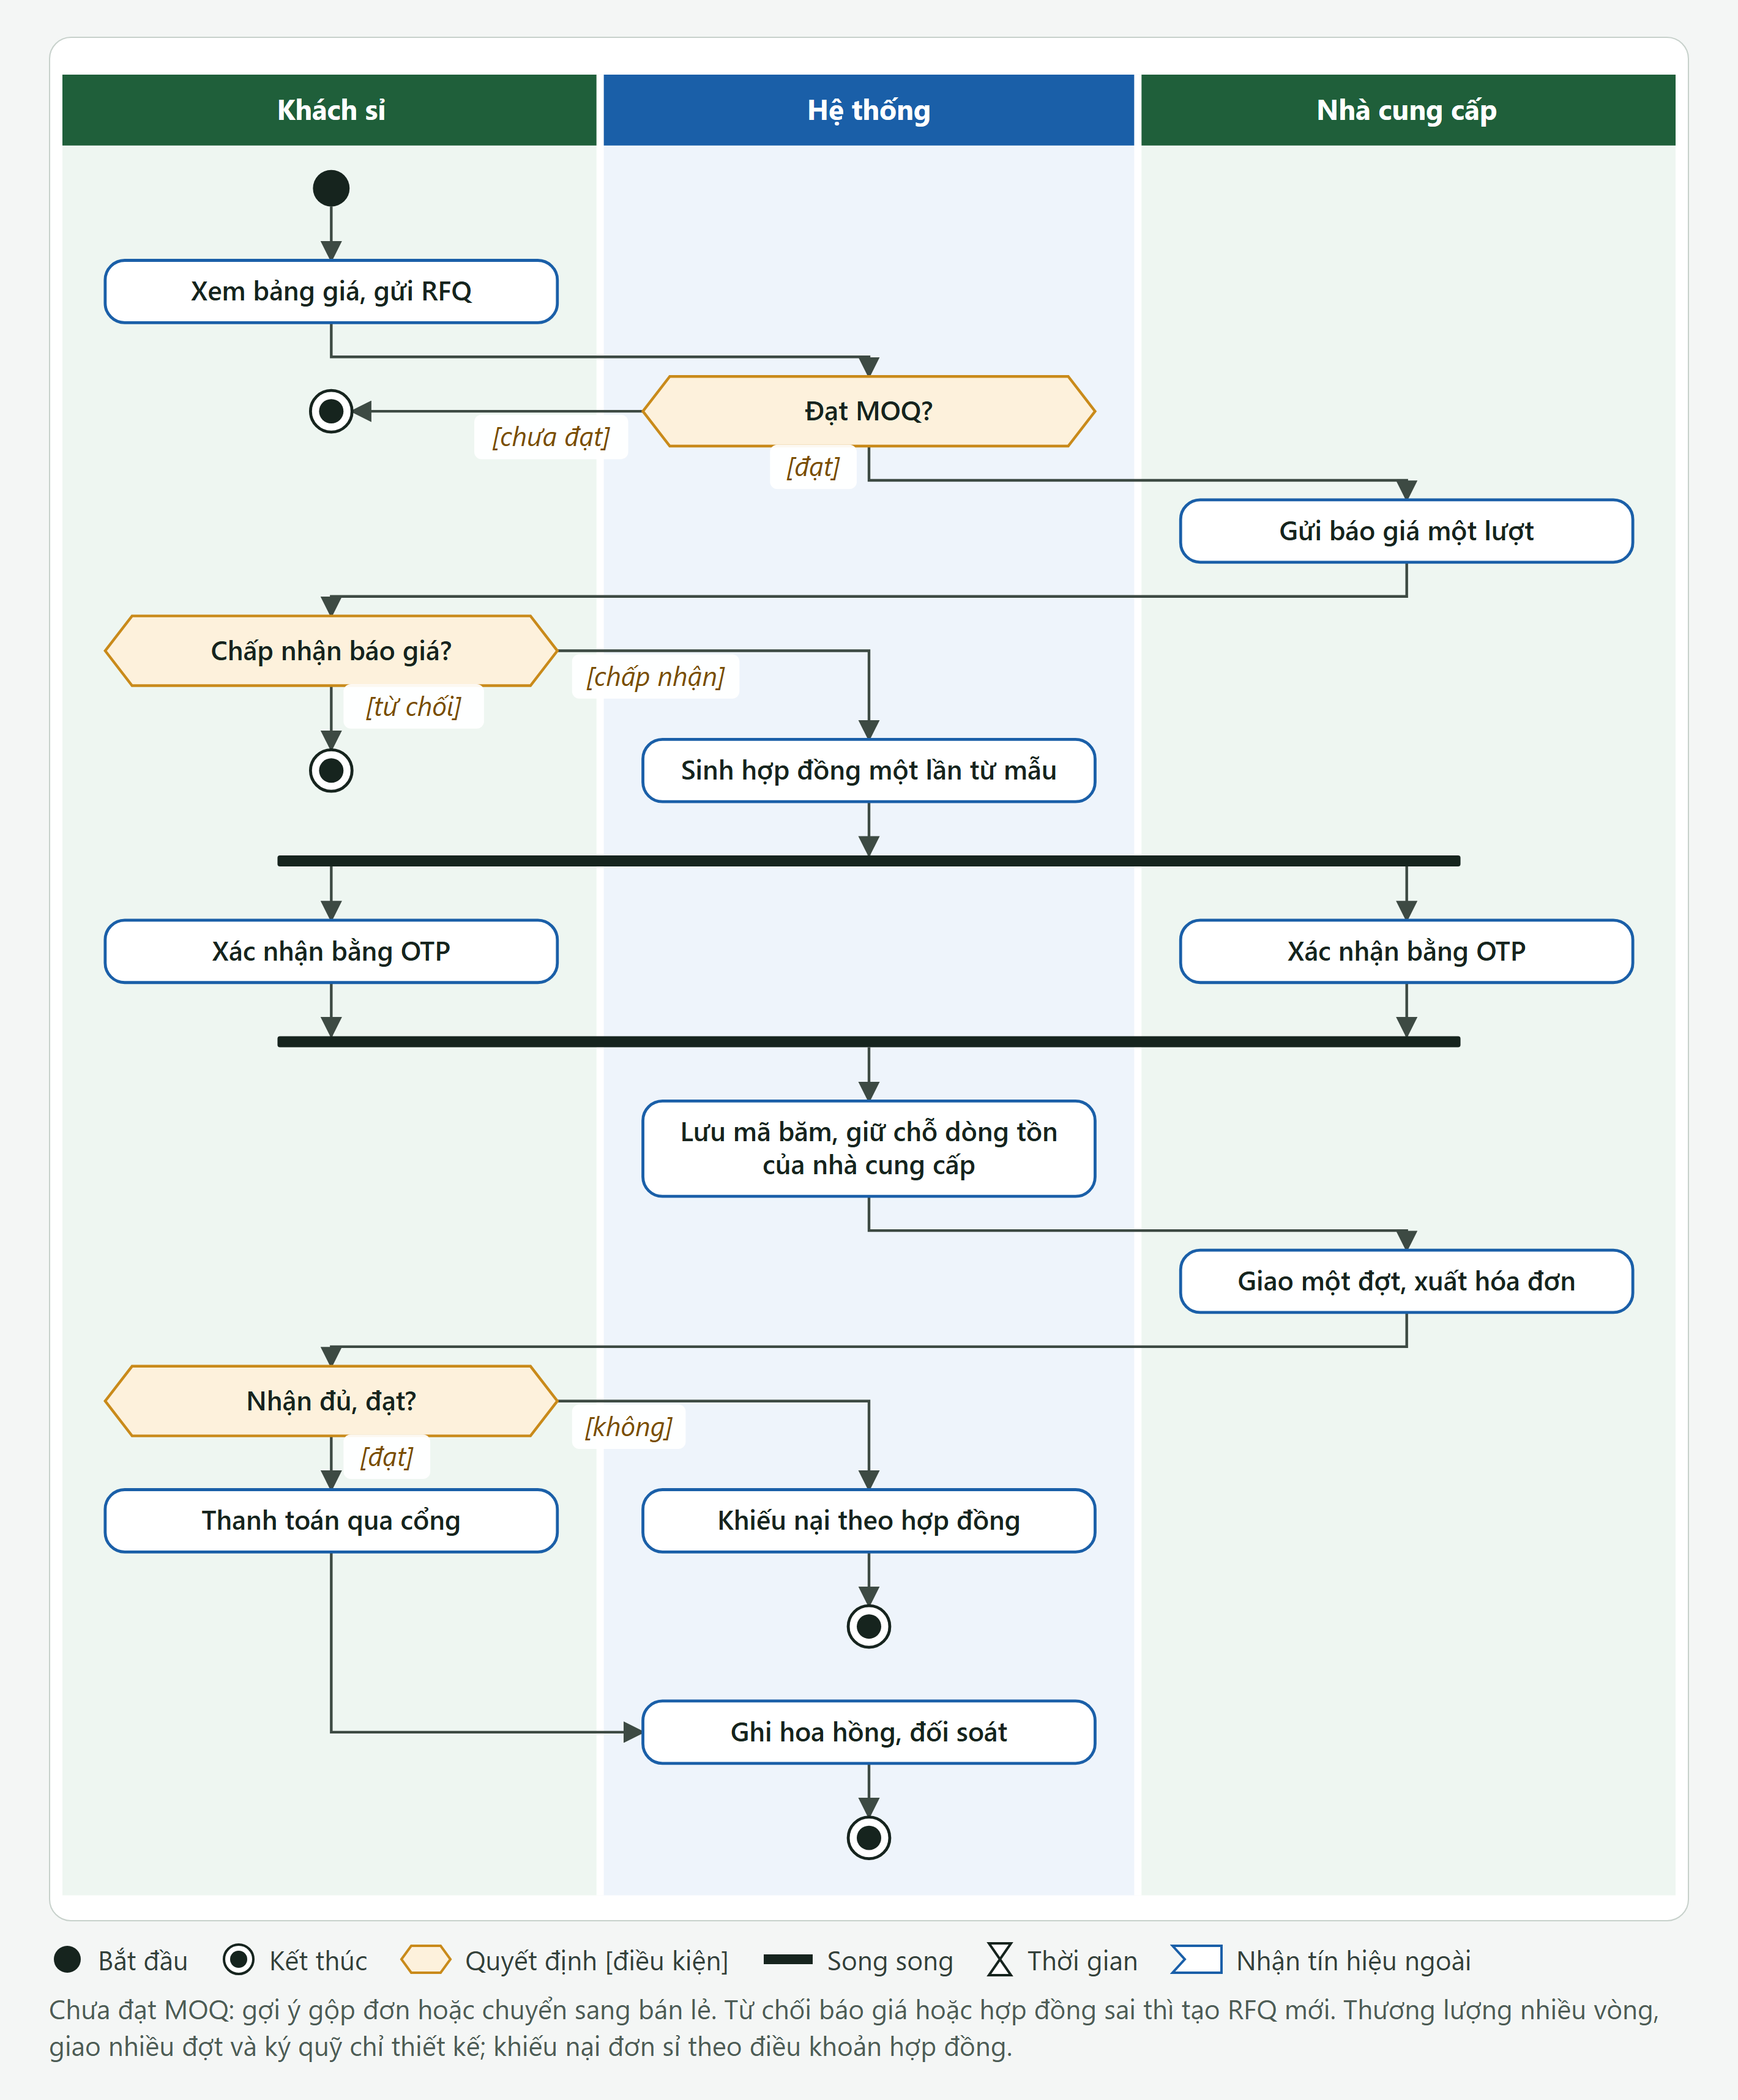 Khách sỉ
Hệ thống
Nhà cung cấp
Xem bảng giá, gửi RFQ
Đạt MOQ?
[chưa đạt]
[đạt]
Gửi báo giá một lượt
Chấp nhận báo giá?
[chấp nhận]
[từ chối]
Sinh hợp đồng một lần từ mẫu
Xác nhận bằng OTP
Xác nhận bằng OTP
Lưu mã băm, giữ chỗ dòng tồn
của nhà cung cấp
Giao một đợt, xuất hóa đơn
Nhận đủ, đạt?
[không]
[đạt]
Thanh toán qua cổng
Khiếu nại theo hợp đồng
Ghi hoa hồng, đối soát
Bắt đầu
Kết thúc
Quyết định [điều kiện]
Song song
Thời gian
Nhận tín hiệu ngoài
Chưa đạt MOQ: gợi ý gộp đơn hoặc chuyển sang bán lẻ. Từ chối báo giá hoặc hợp đồng sai thì tạo RFQ mới. Thương lượng nhiều vòng,
giao nhiều đợt và ký quỹ chỉ thiết kế; khiếu nại đơn sỉ theo điều khoản hợp đồng.